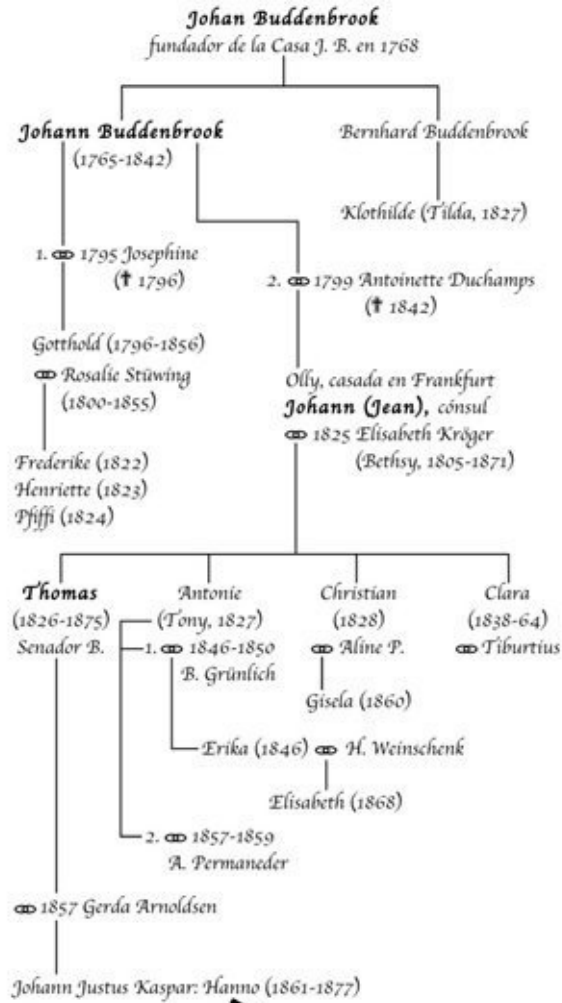 Johan Buddenbrook
fundador de la Casa J. B. en 1768
Johann Buddenbrook
(1765-1842)
Bernhard Buddenbrook
Klothilde (Tilda, 1827)
1. ⚭ 1795 Josephine
(✝ 1796)
2. ⚭ 1799 Antoinette Duchamps
(✝ 1842)
Gotthold (1796-1856)
⚭ Rosalie Stüwing
(1800-1855)
Frederike (1822)
Henriette (1823)
Pfiffi (1824)
Olly, casada en Frankfurt
Johann (Jean), cónsul
⚭ 1825 Elisabeth Kröger
(Bethsy, 1805-1871)
Thomas
(1826-1875)
Senador B.
Antonie
(Tony, 1827)
1. ⚭ 1846-1850
B. Grünlich
Christian
(1828)
⚭ Aline P.
Gisela (1860)
Clara
(1838-64)
⚭ Tiburtius
Erika (1846) ⚭ H. Weinschenk
Elisabeth (1868)
2. ⚭ 1857-1859
A. Permaneder
⚭ 1857 Gerda Arnoldsen
Johann Justus Kaspar: Hanno (1861-1877)